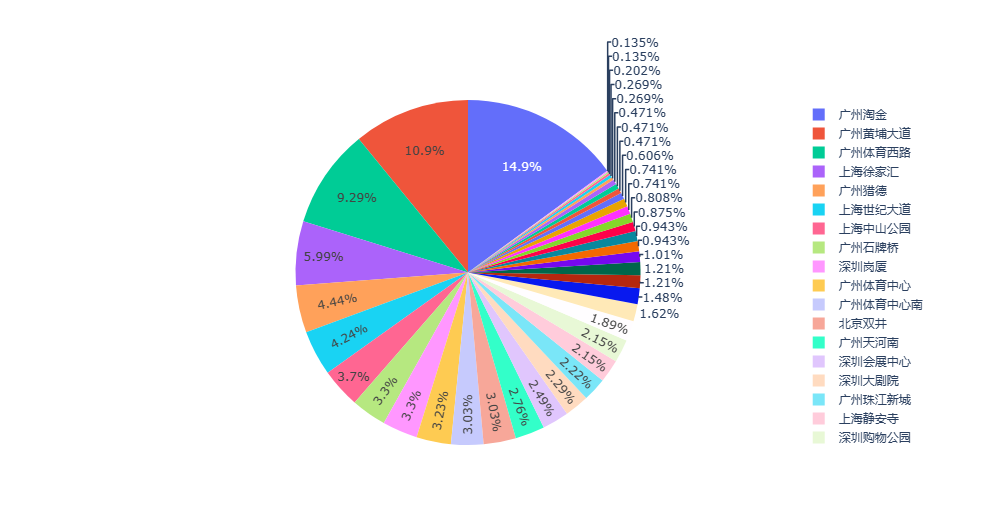 0.135%
0.135%
0.202%
0.269%
0.269%
0.471%
0.471%
0.471%
0.606%
0.741%
0.741%
0.808%
0.875%
0.943%
0.943%
1.01%
1.21%
1.21%
1.48%
1.62%
14.9%
10.9%
9.29%
5.99%
4.44%
4.24%
3.7%
3.3%
3.3%
3.23%
3.03%
3.03%
2.76%
2.49%
2.29%
2.22%
2.15%
2.15%
1.89%
广州淘金
广州黄埔大道
广州体育西路
上海徐家汇
广州猎德
上海世纪大道
上海中山公园
广州石牌桥
深圳岗厦
广州体育中心
广州体育中心南
北京双井
广州天河南
深圳会展中心
深圳大剧院
广州珠江新城
上海静安寺
深圳购物公园